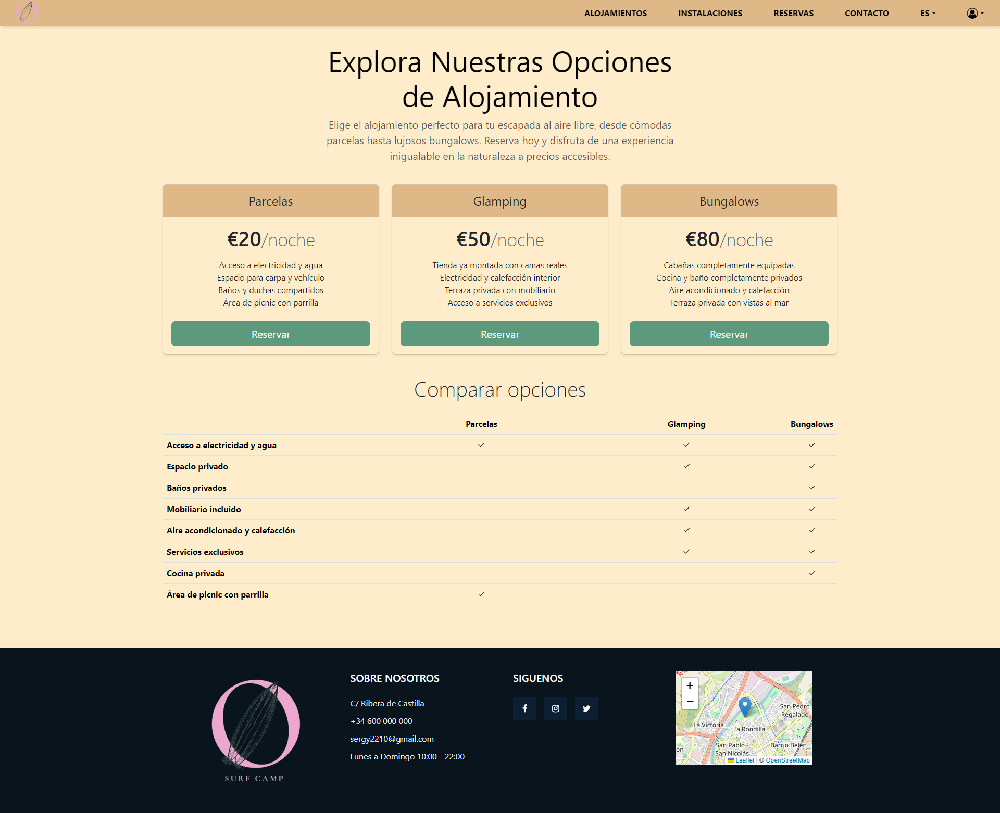 ALOJAMIENTOS INSTALACIONES RESERVAS CONTACTO ES
Explora Nuestras Opciones
de Alojamiento
Elige el alojamiento perfecto para tu escapada al aire libre, desde cómodas
parcelas hasta lujosos bungalows. Reserva hoy y disfruta de una experiencia
inigualable en la naturaleza a precios accesibles.
Parcelas
€20/noche
Acceso a electricidad y agua
Espacio para carpa y vehículo
Baños y duchas compartidos
Área de picnic con parrilla
Reservar
Glamping
€50/noche
Tienda ya montada con camas reales
Electricidad y calefacción interior
Terraza privada con mobiliario
Acceso a servicios exclusivos
Reservar
Bungalows
€80/noche
Cabañas completamente equipadas
Cocina y baño completamente privados
Aire acondicionado y calefacción
Terraza privada con vistas al mar
Reservar
Comparar opciones
Parcelas Glamping Bungalows
Acceso a electricidad y agua ✓ ✓ ✓
Espacio privado ✓ ✓
Baños privados ✓
Mobiliario incluido ✓ ✓
Aire acondicionado y calefacción ✓ ✓
Servicios exclusivos ✓ ✓
Cocina privada ✓
Área de picnic con parrilla ✓
SURF CAMP
SOBRE NOSOTROS
C/ Ribera de Castilla
+34 600 000 000
sergy2210@gmail.com
Lunes a Domingo 10:00 - 22:00
SIGUENOS
+
−
San Pedro
Regalado
La Victoria
La Rondilla
San Pablo -
San Nicolás
Barrio Belén
ón
Leaflet | © OpenStreetMap